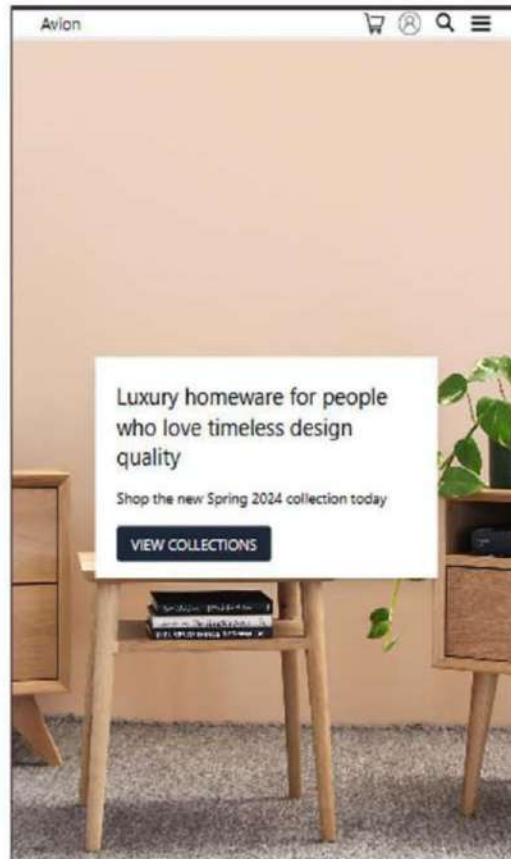 Avion
Luxury homeware for people
who love timeless design
quality
Shop the new Spring 2024 collection today
VIEW COLLECTIONS